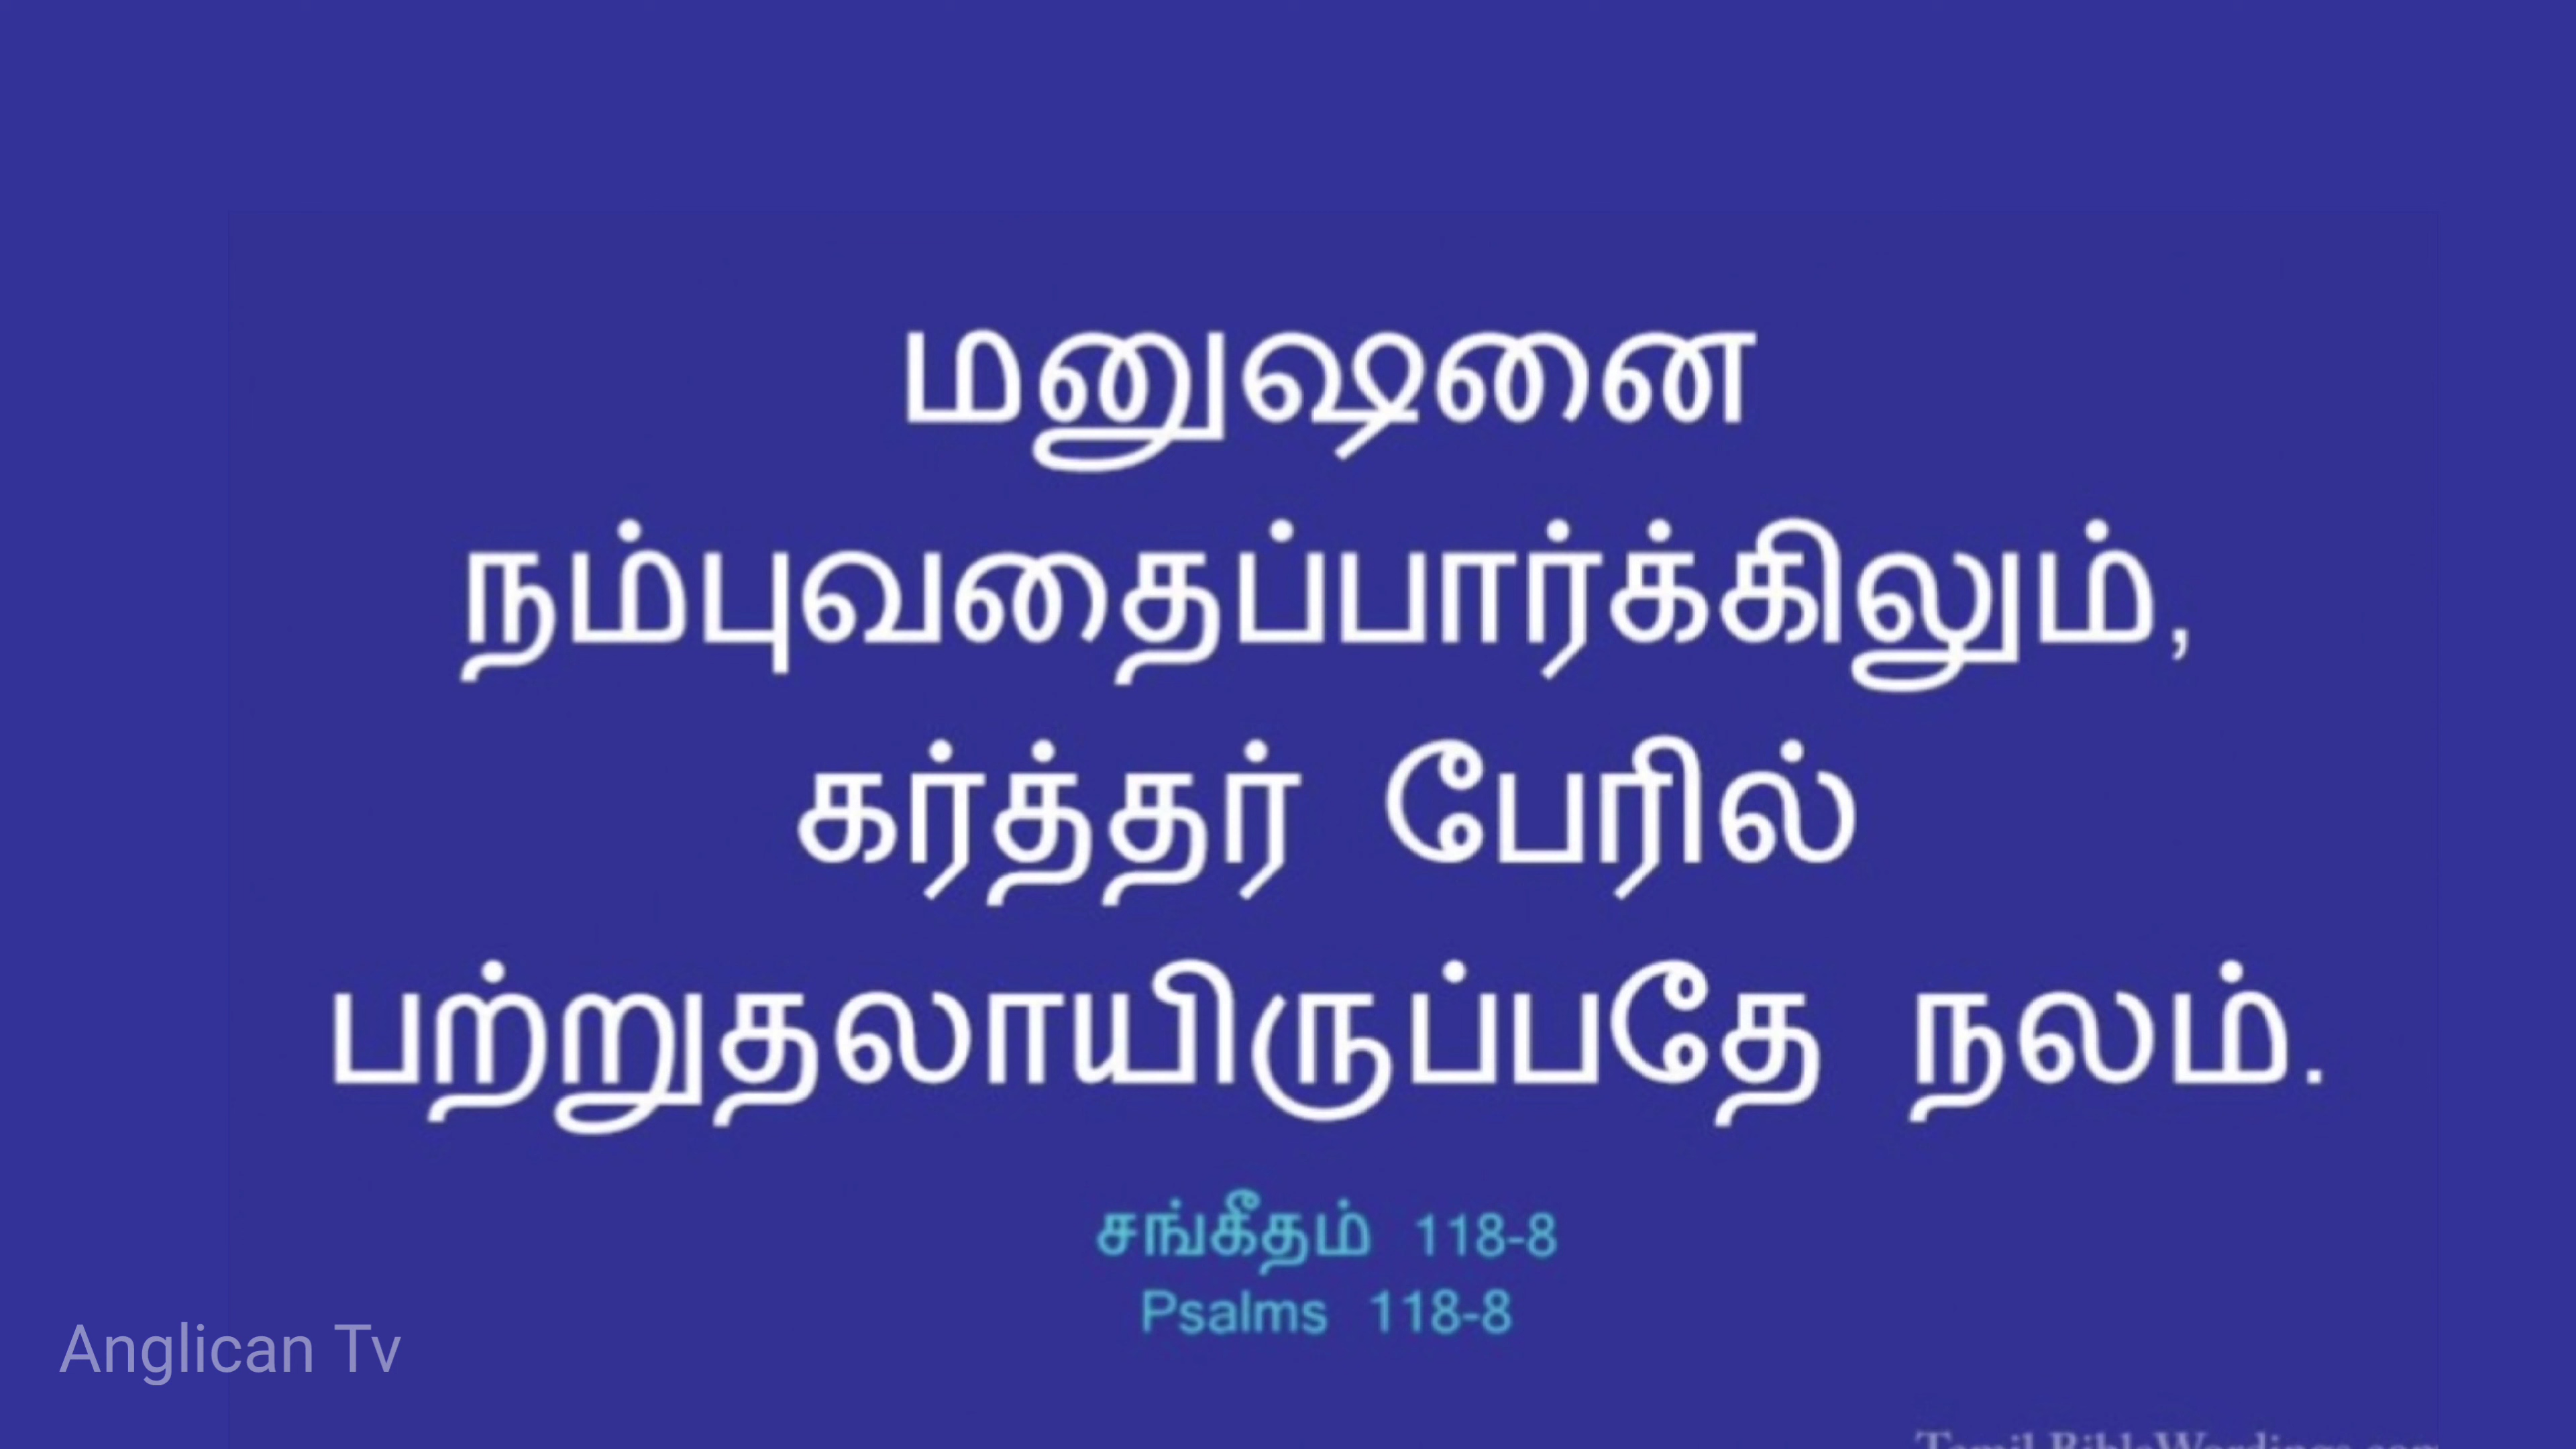 மனுஷனை
நம்புவதைப்பார்க்கிலும்,
கர்த்தர் பேரில்
பற்றுதலாயிருப்பதே நலம்.
சங்கீதம் 118-8
Psalms 118-8
Anglican Tv